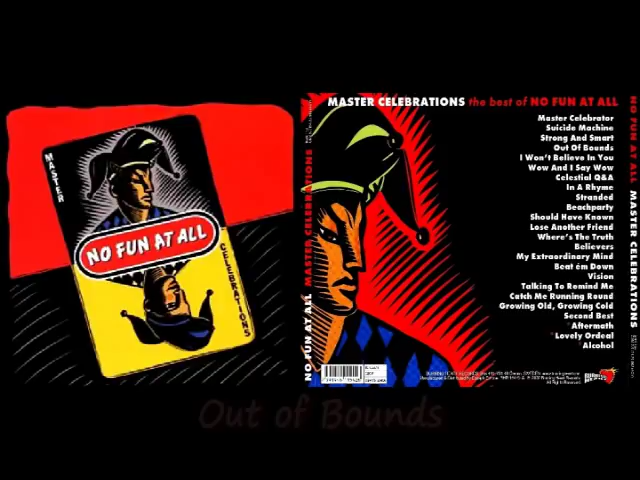 MASTER
NO FUN AT ALL
CELEBRATIONS
NO FUN AT ALL MASTER CELEBRATIONS
MASTER CELEBRATIONS the best of NO FUN AT ALL
Master Celebrator
Suicide Machine
Strong And Smart
Out Of Bounds
I Won't Believe In You
Wow And I Say Wow
Celestial Q&A
In A Rhyme
Stranded
Beachparty
Should Have Known
Lose Another Friend
Where's The Truth
Believers
My Extraordinary Mind
Beat ém Down
Vision
Talking To Remind Me
Catch Me Running Round
Growing Old, Growing Cold
Second Best
*Aftermath
*Lovely Ordeal
*Alcohol
NO FUN AT ALL MASTER CELEBRATIONS
Out of Bounds